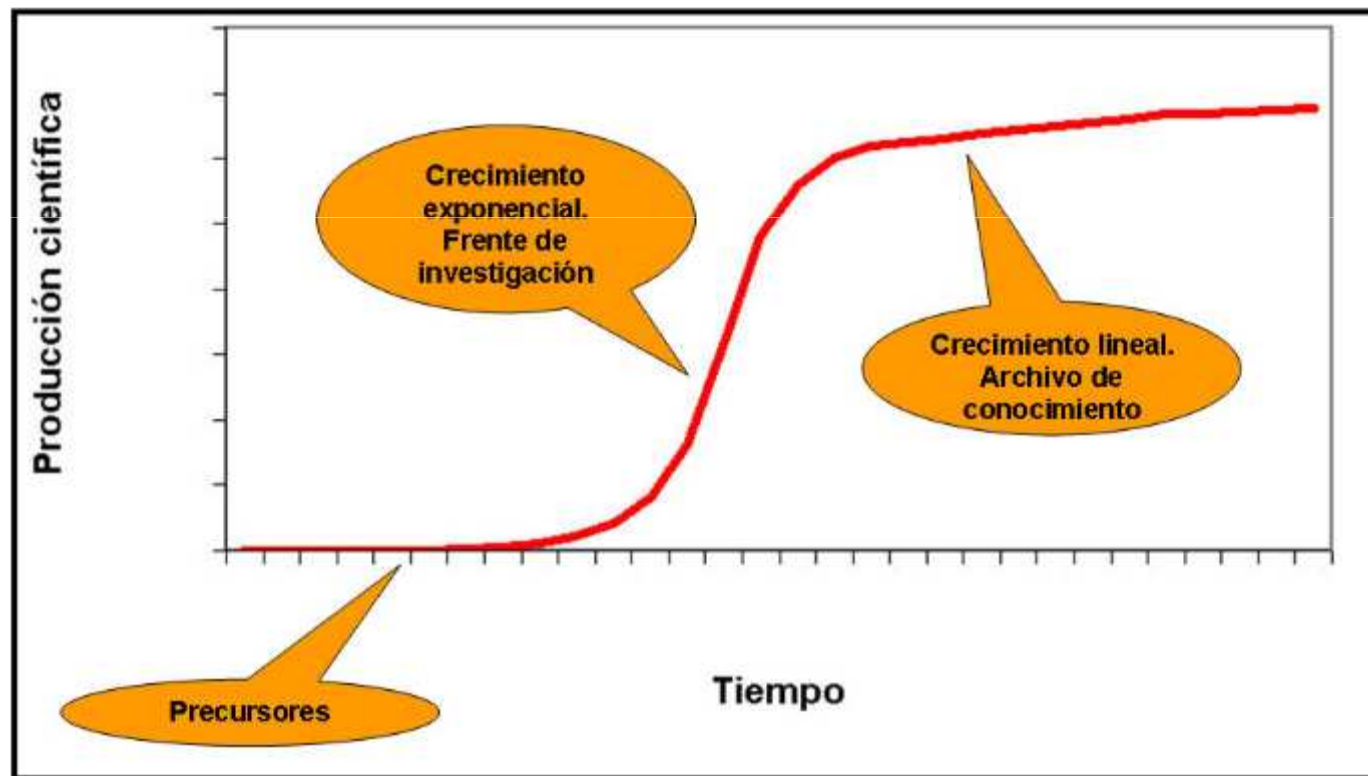 Producción científica
Crecimiento
exponencial.
Frente de
investigación
Crecimiento lineal.
Archivo de
conocimiento
Precursores
Tiempo